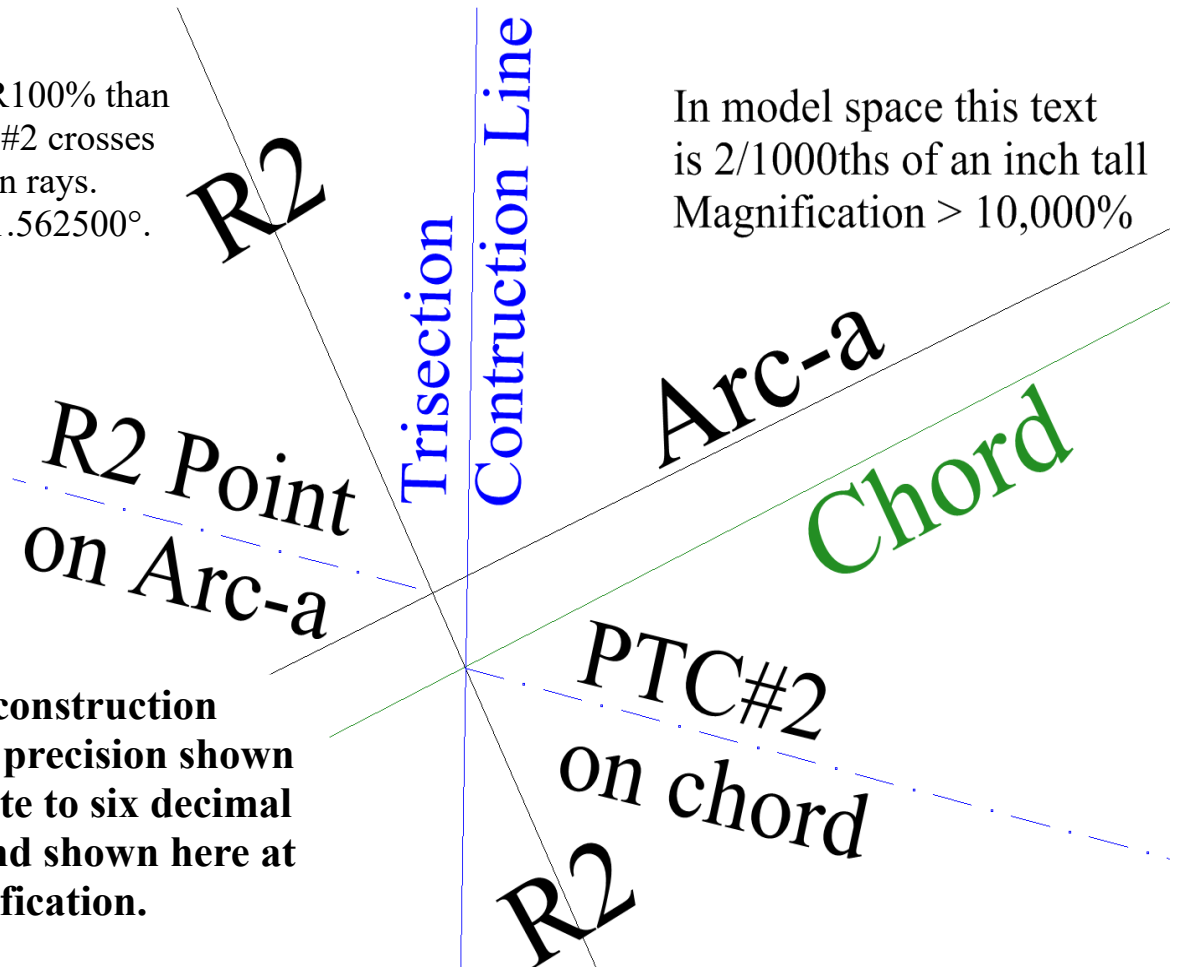 R100% than
#2 crosses
n rays.
.562500°.
R2
Trisection
Contruction Line
In model space this text
is 2/1000ths of an inch tall
Magnification > 10,000%
Arc-a
Chord
R2 Point
on Arc-a
PTC#2
on chord
construction
precision shown
te to six decimal
nd shown here at
fication.
R2